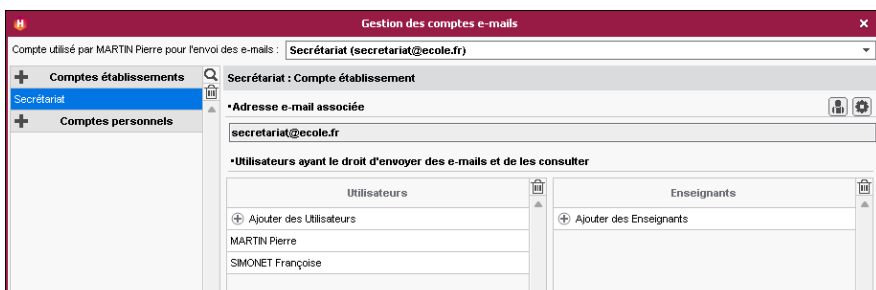 Gestion des comptes e-mails
Compte utilisé par MARTIN Pierre pour l'envoi des e-mails : Secrétariat (secretariat@ecole.fr)
Comptes établissements
Secrétariat
Comptes personnels
Secrétariat : Compte établissement
•Adresse e-mail associée
secretariat@ecole.fr
•Utilisateurs ayant le droit d'envoyer des e-mails et de les consulter
Utilisateurs
Ajouter des Utilisateurs
MARTIN Pierre
SIMONET Françoise
Enseignants
Ajouter des Enseignants